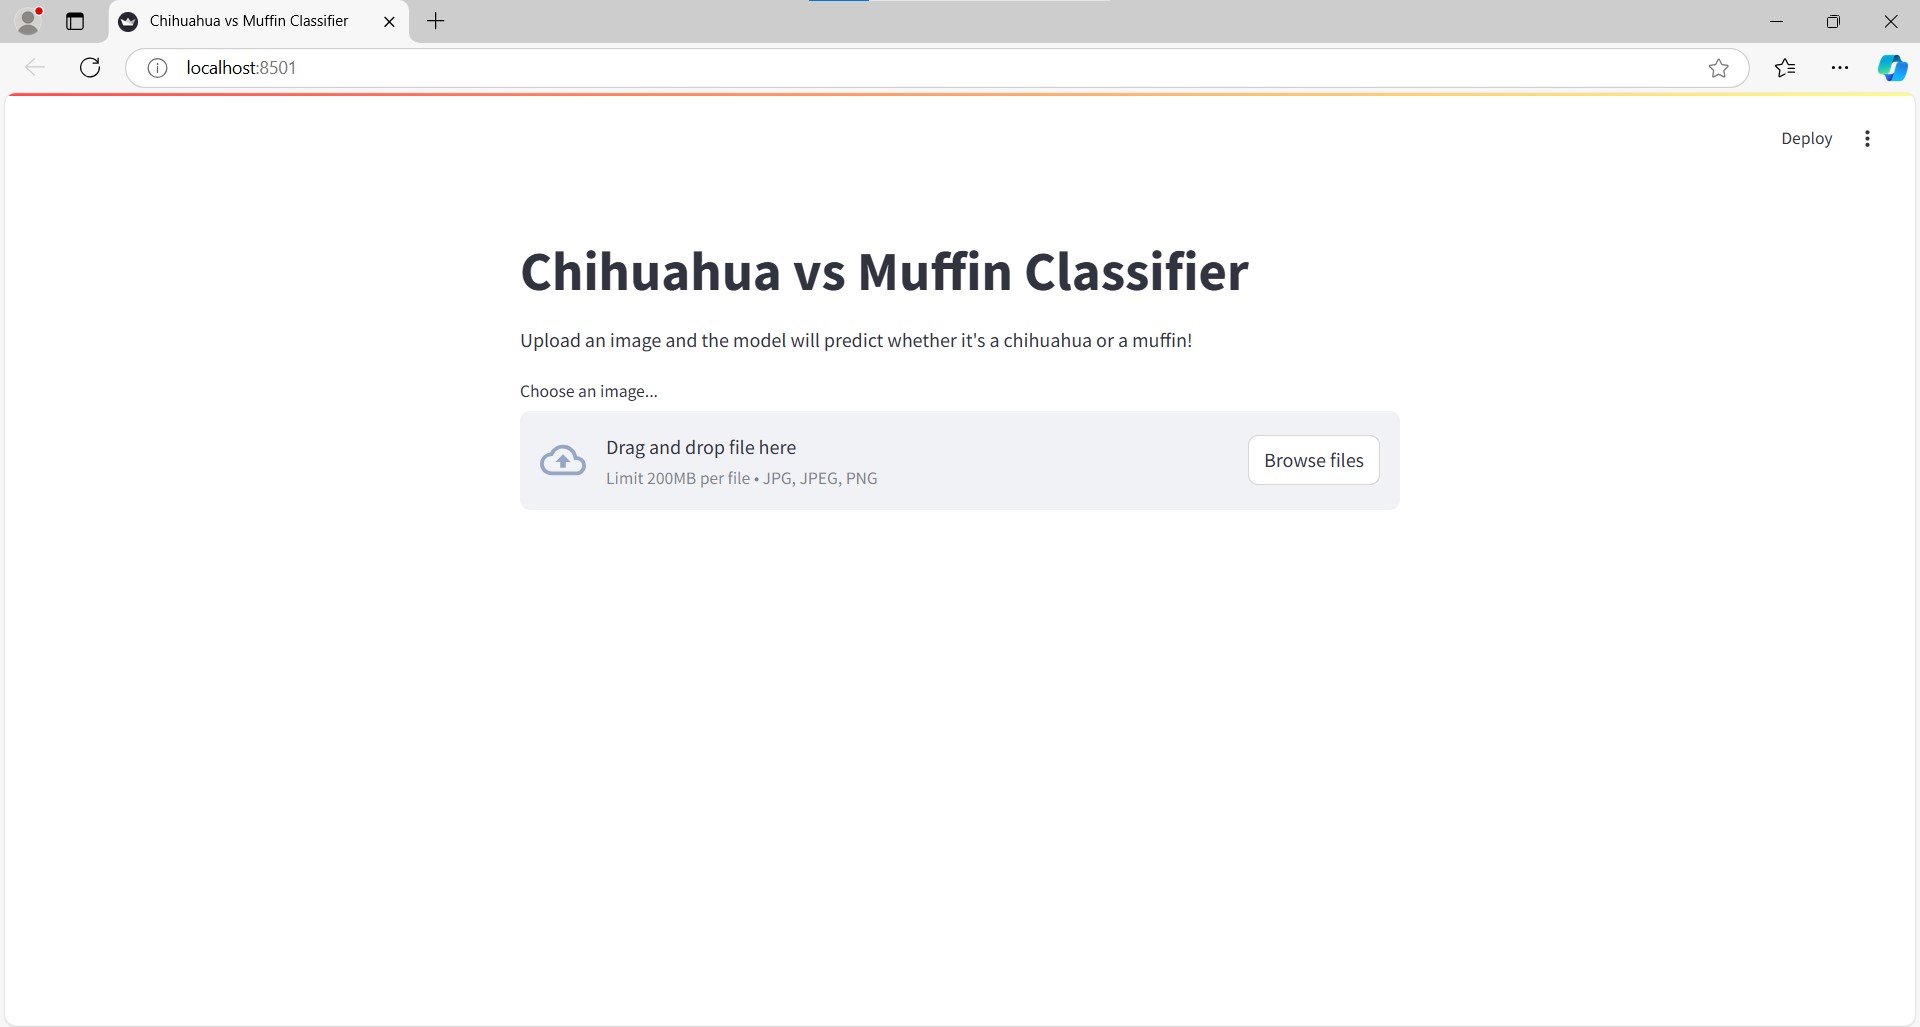 Chihuahua vs Muffin Classifier
localhost:8501
Deploy
Chihuahua vs Muffin Classifier
Upload an image and the model will predict whether it's a chihuahua or a muffin!
Choose an image...
Drag and drop file here
Limit 200MB per file • JPG, JPEG, PNG
Browse files